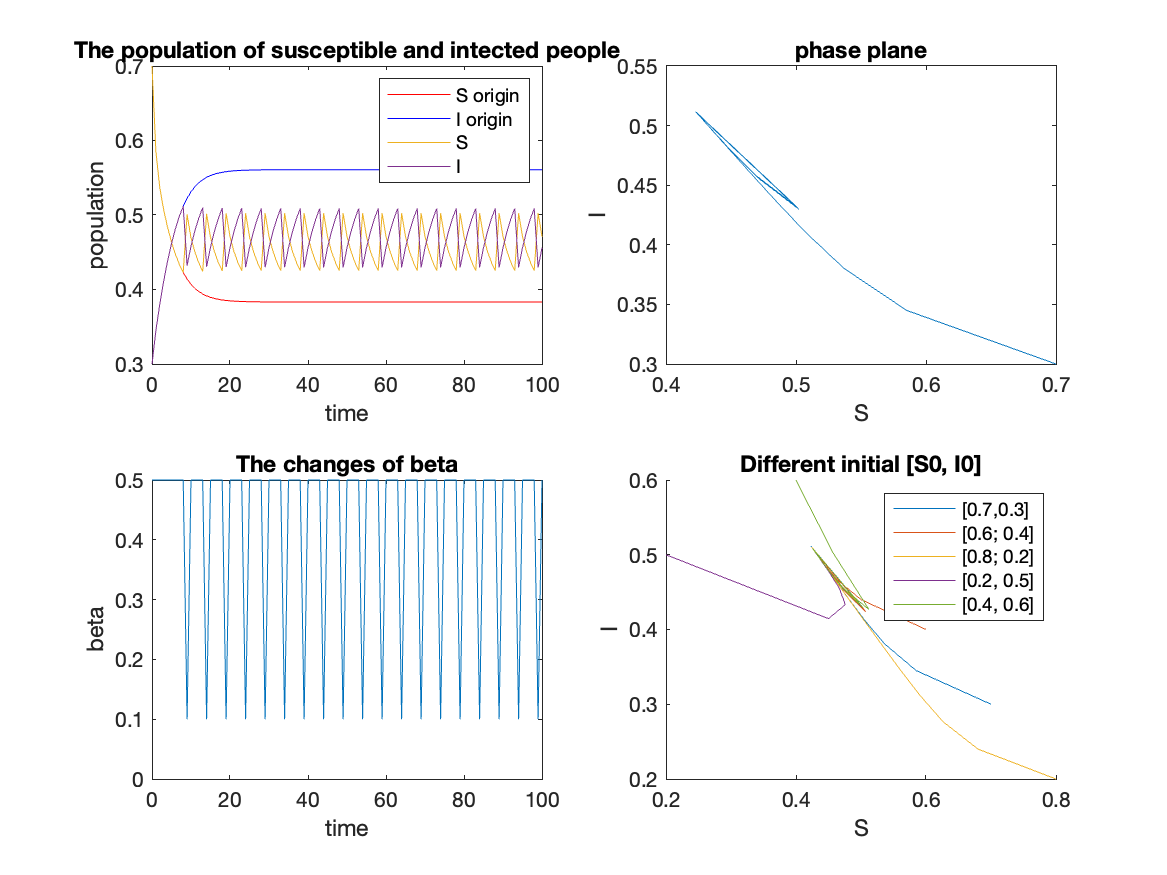 The population of susceptible and intected people
0.7
0.6
0.5
0.4
0.3
population
0
20
40
60
80
100
time
S origin
I origin
S
I
phase plane
0.55
0.5
0.45
0.4
0.35
0.3
I
0.4
0.5
0.6
0.7
S
The changes of beta
0.5
0.4
0.3
0.2
0.1
0
beta
0
20
40
60
80
100
time
Different initial [S0, I0]
0.6
0.5
0.4
0.3
0.2
I
0.2
0.4
0.6
0.8
S
[0.7,0.3]
[0.6; 0.4]
[0.8; 0.2]
[0.2, 0.5]
[0.4, 0.6]